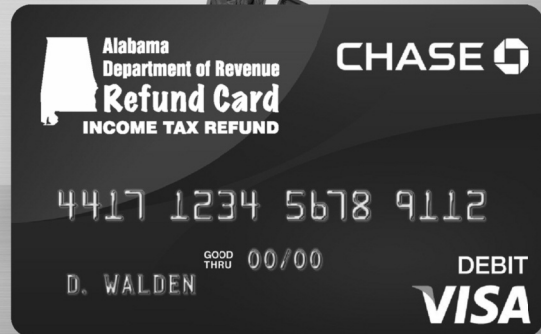 Alabama
Department of Revenue
Refund Card
INCOME TAX REFUND
CHASE
4417 1234 5678 9112
GOOD
THRU 00/00
D. WALDEN
DEBIT
VISA